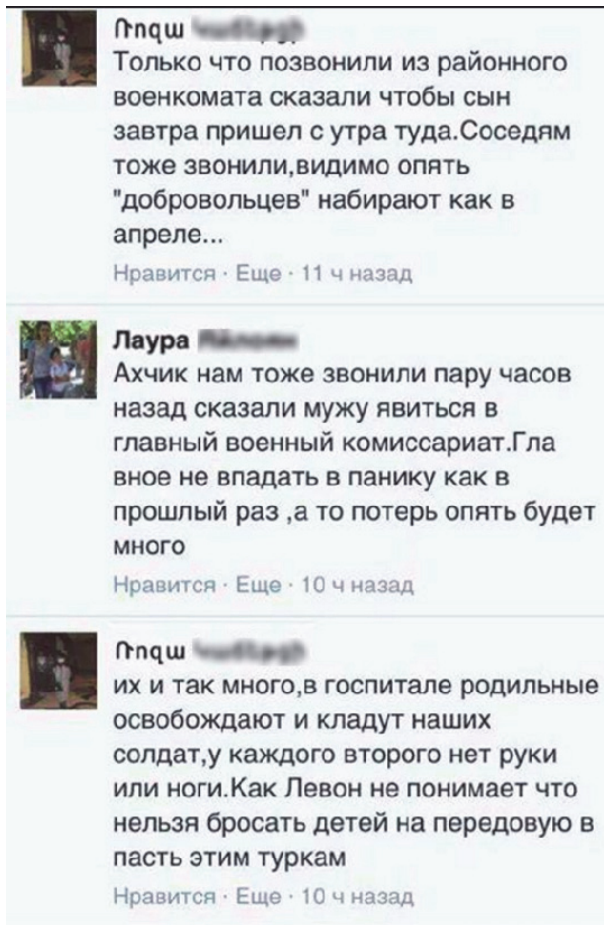 Ռոզա
Только что позвонили из районного
военкомата сказали чтобы сын
завтра пришел с утра туда.Соседям
тоже звонили,видимо опять
"добровольцев" набирают как в
апреле...
Нравится · Еще · 11 ч назад
Лаура
Ахчик нам тоже звонили пару часов
назад сказали мужу явиться в
главный военный комиссариат.Гла
вное не впадать в панику как в
прошлый раз ,а то потерь опять будет
много
Нравится · Еще · 10 ч назад
Ռոզա
их и так много,в госпитале родильные
освобождают и кладут наших
солдат,у каждого второго нет руки
или ноги.Как Левон не понимает что
нельзя бросать детей на передовую в
пасть этим туркам
Нравится · Еще · 10 ч назад